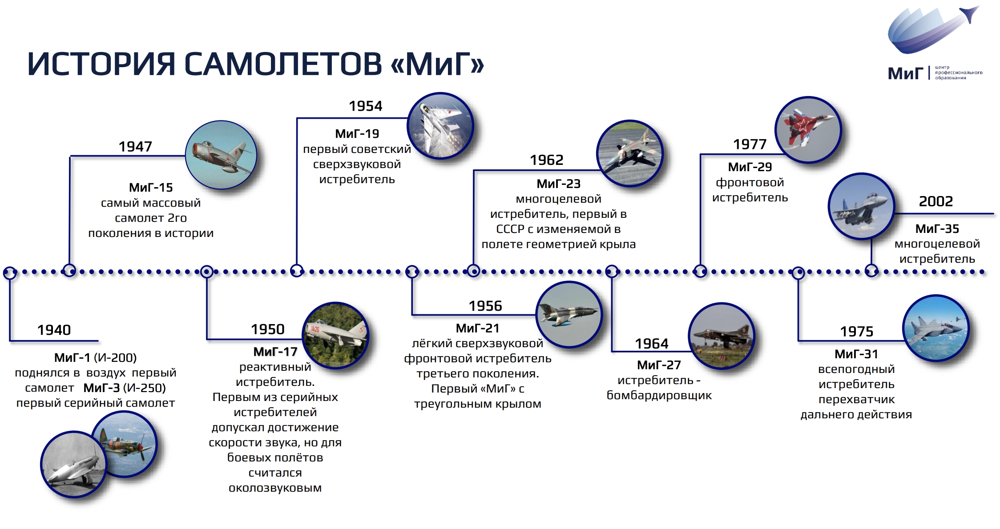 ИСТОРИЯ САМОЛЕТОВ «МиГ»
МиГ
центр
профессионального
образования
1940
МиГ-1 (И-200)
поднялся в воздух первый
самолет МиГ-3 (И-250)
первый серийный самолет
1947
МиГ-15
самый массовый
самолет 2го
поколения в истории
1950
МиГ-17
реактивный
истребитель.
Первым из серийных
истребителей
допускал достижение
скорости звука, но для
боевых полётов
считался
околозвуковым
1426
1954
МиГ-19
первый советский
сверхзвуковой
истребитель
1956
МиГ-21
лёгкий сверхзвуковой
фронтовой истребитель
третьего поколения.
Первый «МиГ» с
треугольным крылом
1962
МиГ-23
многоцелевой
истребитель, первый в
СССР с изменяемой в
полете геометрией крыла
1964
МиГ-27
истребитель -
бомбардировщик
1977
МиГ-29
фронтовой
истребитель
1975
МиГ-31
всепогодный
истребитель
перехватчик
дальнего действия
2002
МиГ-35
многоцелевой
истребитель